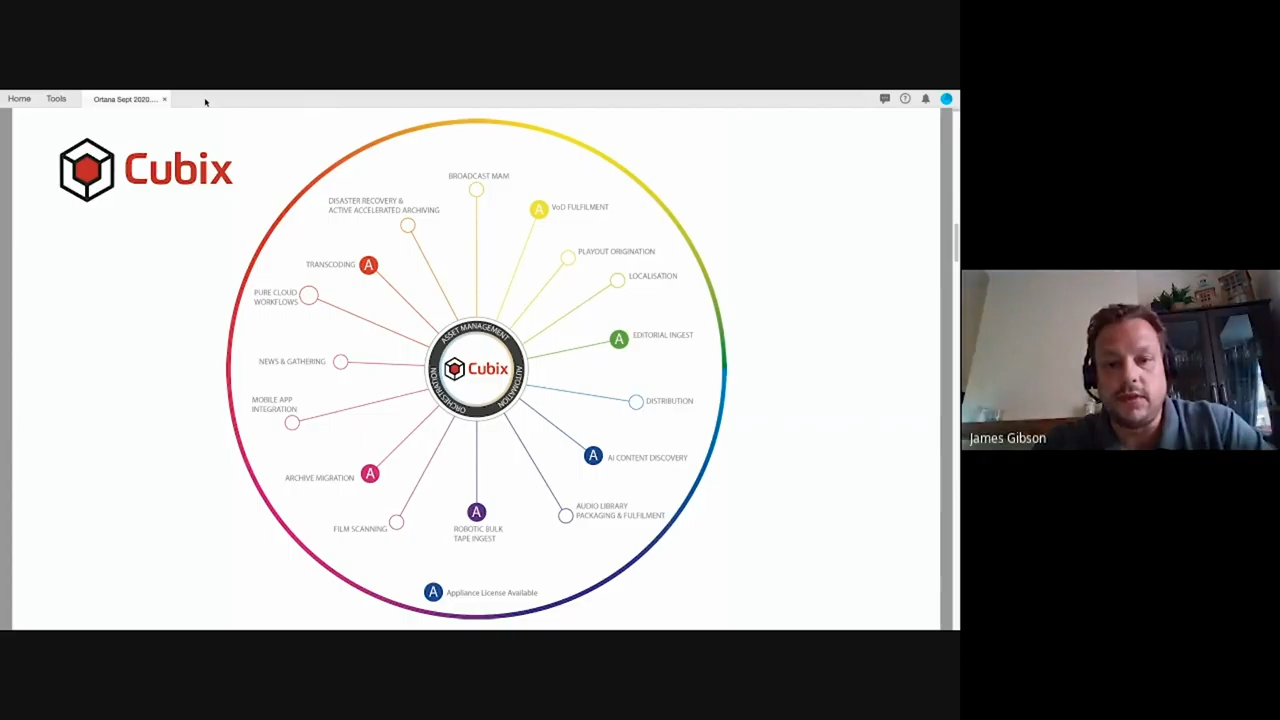 Home Tools Ortana Sept 2020.... ×
Cubix
BROADCAST MAM
DISASTER RECOVERY &
ACTIVE ACCELERATED ARCHIVING
A VoD FULFILMENT
PLAYOUT ORIGINATION
TRANSCODING A
LOCALISATION
PURE CLOUD
WORKFLOWS
ASSET MANAGEMENT
A EDITORIAL INGEST
NEWS & GATHERING
Cubix
AUTOMATION
ORCHESTRATION
MOBILE APP
INTEGRATION
DISTRIBUTION
A AI CONTENT DISCOVERY
ARCHIVE MIGRATION A
AUDIO LIBRARY
PACKAGING & FULFILMENT
FILM SCANNING
A
ROBOTIC BULK
TAPE INGEST
A Appliance License Available
James Gibson